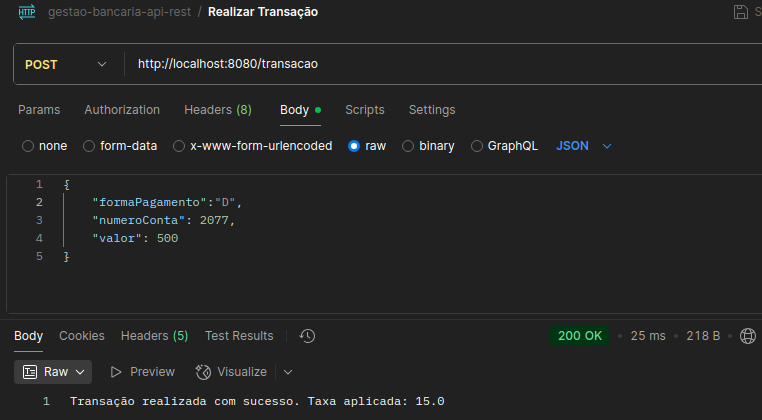 HTTP gestao-bancaria-api-rest / Realizar Transação S
POST http://localhost:8080/transacao
Params Authorization Headers (8) Body Scripts Settings
none form-data x-www-form-urlencoded raw binary GraphQL JSON
1 {
2 "formaPagamento":"D",
3 "numeroConta": 2077,
4 "valor": 500
5 }
Body Cookies Headers (5) Test Results 200 OK • 25 ms • 218 B •
Raw Preview Visualize
1 Transação realizada com sucesso. Taxa aplicada: 15.0